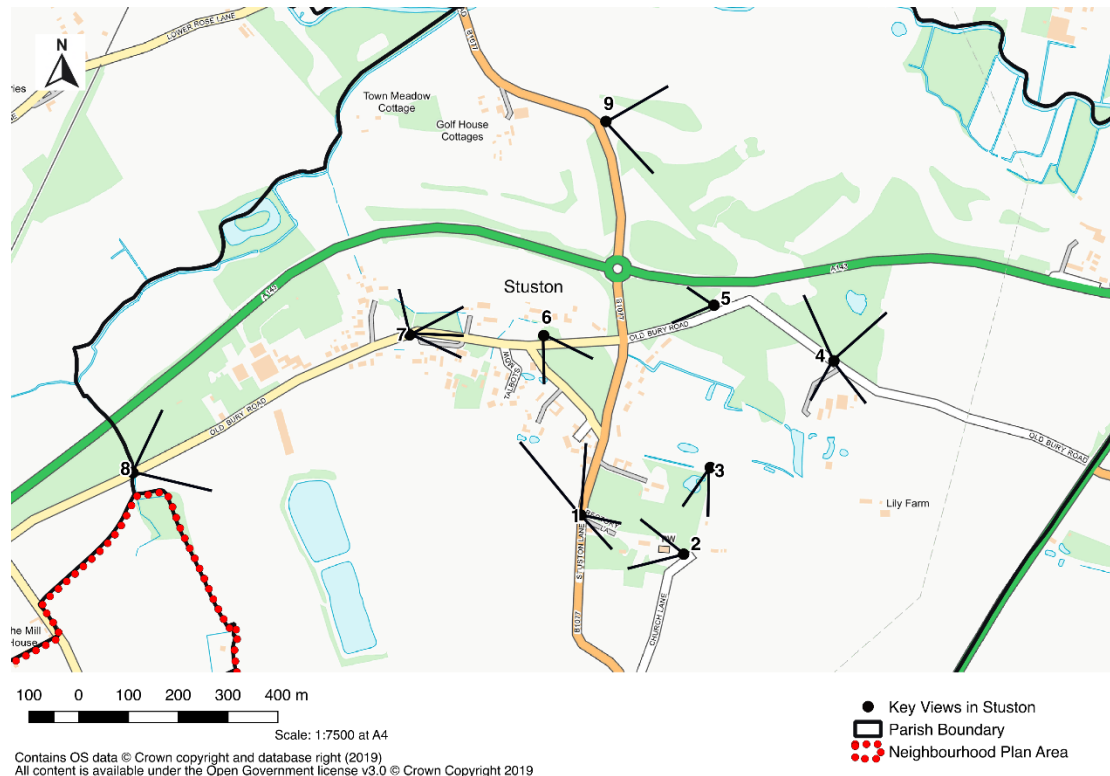 LOWER ROSE LANE
B1077
N
ries
Town Meadow
Cottage
Golf House
Cottages
9
A143
A143
Stuston
5
B1077
OLD BURY ROAD
6
7
4
TALBOTS
MDW
OLD BURY ROAD
OLD BURY ROAD
8
3
Lily Farm
1
RECTORY
LA
PW
2
STUSTON LANE
CHURCH LANE
B1077
he Mill
House
100 0 100 200 300 400 m
Scale: 1:7500 at A4
Key Views in Stuston
Parish Boundary
Neighbourhood Plan Area
Contains OS data © Crown copyright and database right (2019)
All content is available under the Open Government license v3.0 © Crown Copyright 2019